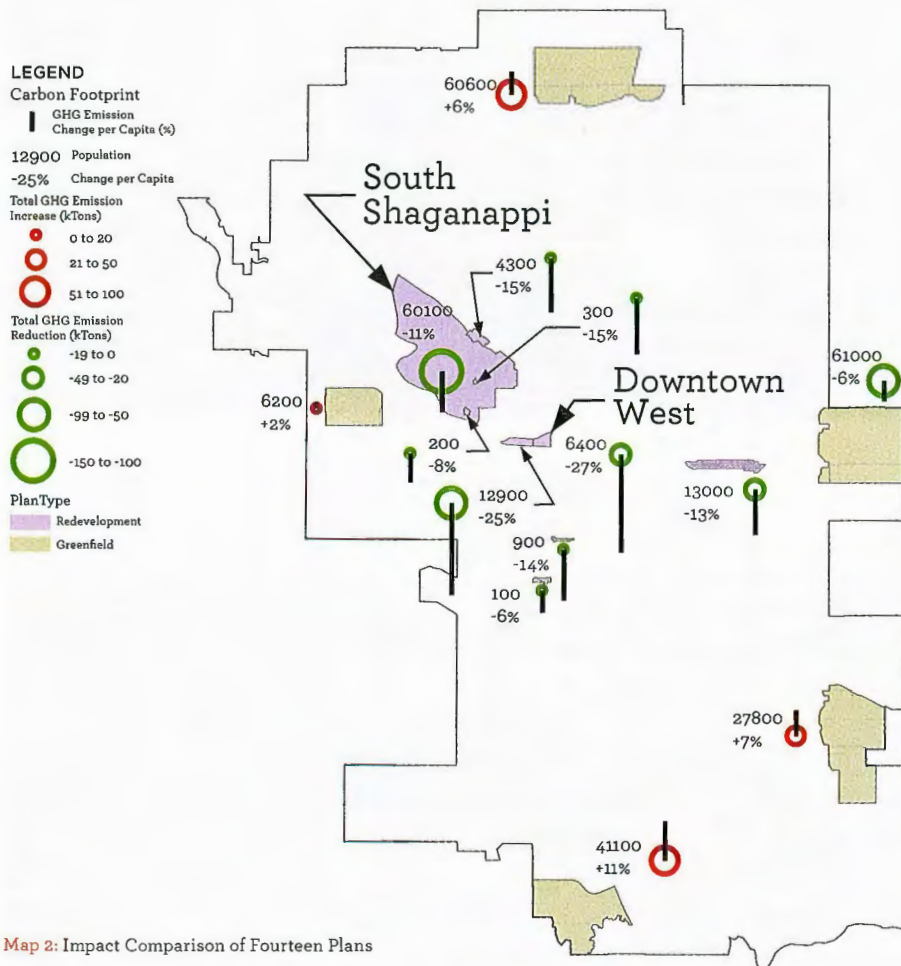 LEGEND
Carbon Footprint
GHG Emission
Change per Capita (%)
12900 Population
-25% Change per Capita
Total GHG Emission
Increase (kTons)
0 to 20
21 to 50
51 to 100
Total GHG Emission
Reduction (kTons)
-19 to 0
-49 to -20
-99 to -50
-150 to -100
PlanType
Redevelopment
Greenfield
60600
+6%
South
Shaganappi
4300
-15%
60100
-11%
300
-15%
61000
-6%
Downtown
West
6200
+2%
200
-8%
6400
-27%
12900
-25%
13000
-13%
900
-14%
100
-6%
27800
+7%
41100
+11%
Map 2: Impact Comparison of Fourteen Plans